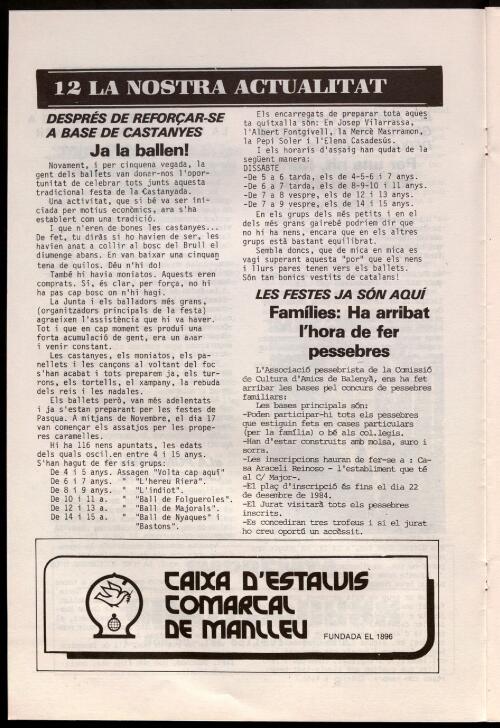 12 LA NOSTRA ACTUALITAT
DESPRÉS DE REFORÇAR-SE
A BASE DE CASTANYES
Ja la ballen!
Novament, i per cinquena vegada, la
gent dels ballets van donar-nos l'opor-
tunitat de celebrar tots junts aquesta
tradicional festa de la Castanyada.
Una activitat, que si bé va ser ini-
ciada per motius econòmics, ara s'ha
establert com una tradició.
I que n'eren de bones les castanyes...
De fet, tu diràs si ho havien de ser, les
havien anat a collir al bosc del Brull el
diumenge abans. En van baixar una cinquan
tena de quilos. Déu n'hi do!
També hi havia moniatos. Aquests eren
comprats. Si, és clar, per força, no hi
ha pas cap bosc on n'hi hagi.
La Junta i els balladors més grans,
(organitzadors principals de la festa)
agraeixen l'assistència que hi va haver.
Tot i que en cap moment es produí una
forta acumulació de gent, era un anar
i venir constant.
Les castanyes, els moniatos, els pa-
nellets i les cançons al voltant del foc
s'han acabat i tots preparem ja, els tur-
rons, els tortells, el xampany, la rebuda
dels reis i les nadales.
Els ballets però, van més adelentats
i ja s'estan preparant per les festes de
Pasqua. A mitjans de Novembre, el dia 17
van començar els assatjos per les prope-
res caramelles.
Hi ha 116 nens apuntats, les edats
dels quals oscil.en entre 4 i 15 anys.
S'han hagut de fer sis grups:
De 4 i 5 anys. Assagen "Volta cap aquí"
De 6 i 7 anys. " "L'hereu Riera".
De 8 i 9 anys. " "L'indiot".
De 10 i 11 a. " "Ball de Folgueroles".
De 12 i 13 a. " "Ball de Majorals".
De 14 i 15 a. " "Ball de Nyaques" i
"Bastons".
Els encarregats de preparar tota aques
ta quitxalla són: En Josep Vilarrassa,
l'Albert Fontgivell, la Mercè Masrramon,
la Pepi Soler i l'Elena Casadesús.
I els horaris d'assaig han qudat de la
següent manera:
DISSABTE
-De 5 a 6 tarda, els de 4-5-6 i 7 anys.
-De 6 a 7 tarda, els de 8-9-10 i 11 anys.
-De 7 a 8 vespre, els de 12 i 13 anys.
-De 7 a 9 vespre, els de 14 i 15 anys.
En els grups dels més petits i en el
dels més grans gairebé podriem dir que
no hi ha nens, encara que en els altres
grups està bastant equilibrat.
Sembla doncs, que de mica en mica es
vagi superant aquesta "por" que els nens
i llurs pares tenen vers els ballets.
Són tan bonics vestits de catalans!
LES FESTES JA SÓN AQUÍ
Famílies: Ha arribat
l'hora de fer
pessebres
L'Associació pessebrista de la Comissió
de Cultura d'Amics de Balenyà, ens ha fet
arribar les bases pel concurs de pessebres
familiars:
Les bases principals són:
-Poden participar-hi tots els pessebres
que estiguin fets en cases particulars
(per la família) o bé als col.legis.
-Han d'estar construits amb molsa, suro i
sorra.
-Les inscripcions hauran de fer-se a : Ca
sa Araceli Reinoso - l'establiment que té
al C/ Major-.
-El plaç d'inscripció és fins el dia 22
de desembre de 1984.
-El Jurat visitarà tots els pessebres
inscrits.
-Es concediran tres trofeus i si el jurat
ho creu oportú un accèssit.
CAIXA D'ESTALVIS
COMARCAL
DE MANLLEU
FUNDADA EL 1896